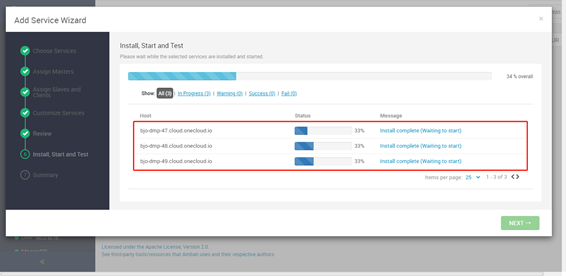 Add Service Wizard
×
Choose Services
Assign Masters
Assign Slaves and
Clients
Customize Services
Review
6 Install, Start and Test
7 Summary
Install, Start and Test
Please wait while the selected services are installed and started.
34 % overall
Show: All (3) | In Progress (3) | Warning (0) | Success (0) | Fail (0)
Host Status Message
sjo-dmp-47.cloud.onecloud.io 33% Install complete (Waiting to start)
sjo-dmp-48.cloud.onecloud.io 33% Install complete (Waiting to start)
sjo-dmp-49.cloud.onecloud.io 33% Install complete (Waiting to start)
Items per page: 25 1 - 3 of 3
NEXT →
Licensed under the Apache License, Version 2.0.
See third-party tools/resources that Ambari uses and their respective authors